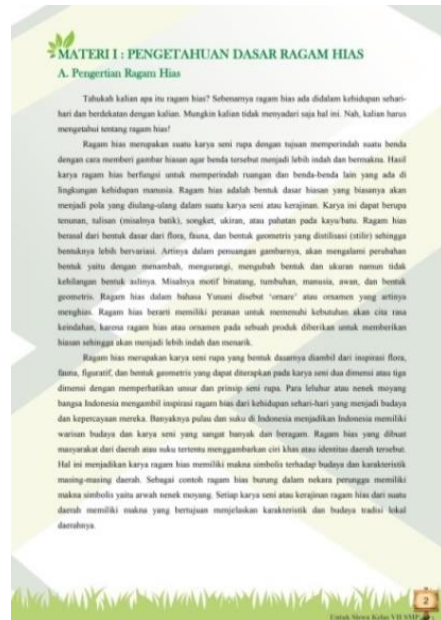 MATERI I : PENGETAHUAN DASAR RAGAM HIAS
A. Pengertian Ragam Hias
Tahukah kalian apa itu ragam hias? Sebenarnya ragam hias ada didalam kehidupan sehari-
hari dan berdekatan dengan kalian. Mungkin kalian tidak menyadari saja hal ini. Nah, kalian harus
mengetahui tentang ragam hias!
Ragam hias merupakan suatu karya seni rupa dengan tujuan memperindah suatu benda
dengan cara memberi gambar hiasan agar benda tersebut menjadi lebih indah dan bermakna. Hasil
karya ragam hias berfungsi untuk memperindah ruangan dan benda-benda lain yang ada di
lingkungan kehidupan manusia. Ragam hias adalah bentuk dasar hiasan yang biasanya akan
menjadi pola yang diulang-ulang dalam suatu karya seni atau kerajinan. Karya ini dapat berupa
tenunan, tulisan (misalnya batik), songket, ukiran, atau pahatan pada kayu/batu. Ragam hias
berasal dari bentuk dasar dari flora, fauna, dan bentuk geometris yang distilisasi (stilir) sehingga
bentuknya lebih bervariasi. Artinya dalam penuangan gambarnya, akan mengalami perubahan
bentuk yaitu dengan menambah, mengurangi, mengubah bentuk dan ukuran namun tidak
kehilangan bentuk aslinya. Misalnya motif binatang, tumbuhan, manusia, awan, dan bentuk
geometris. Ragam hias dalam bahasa Yunani disebut 'ornare' atau ornamen yang artinya
menghias. Ragam hias berarti memiliki peranan untuk memenuhi kebutuhan akan cita rasa
keindahan, karena ragam hias atau ornamen pada sebuah produk diberikan untuk memberikan
hiasan sehingga akan menjadi lebih indah dan menarik.
Ragam hias merupakan karya seni rupa yang bentuk dasarnya diambil dari inspirasi flora,
fauna, figuratif, dan bentuk geometris yang dapat diterapkan pada karya seni dua dimensi atau tiga
dimensi dengan memperhatikan unsur dan prinsip seni rupa. Para leluhur atau nenek moyang
bangsa Indonesia mengambil inspirasi ragam hias dari kehidupan sehari-hari yang menjadi budaya
dan kepercayaan mereka. Banyaknya pulau dan suku di Indonesia menjadikan Indonesia memiliki
warisan budaya dan karya seni yang sangat banyak dan beragam. Ragam hias yang dibuat
masyarakat dari daerah atau suku tertentu menggambarkan ciri khas atau identitas daerah tersebut.
Hal ini menjadikan karya ragam hias memiliki makna simbolis terhadap budaya dan karakteristik
masing-masing daerah. Sebagai contoh ragam hias burung dalam nekara perunggu memiliki
makna simbolis yaitu arwah nenek moyang. Setiap karya seni atau kerajinan ragam hias dari suatu
daerah memiliki makna yang bertujuan menjelaskan karakteristik dan budaya tradisi lokal
daerahnya.
2
Untuk Siswa Kelas VII SMP